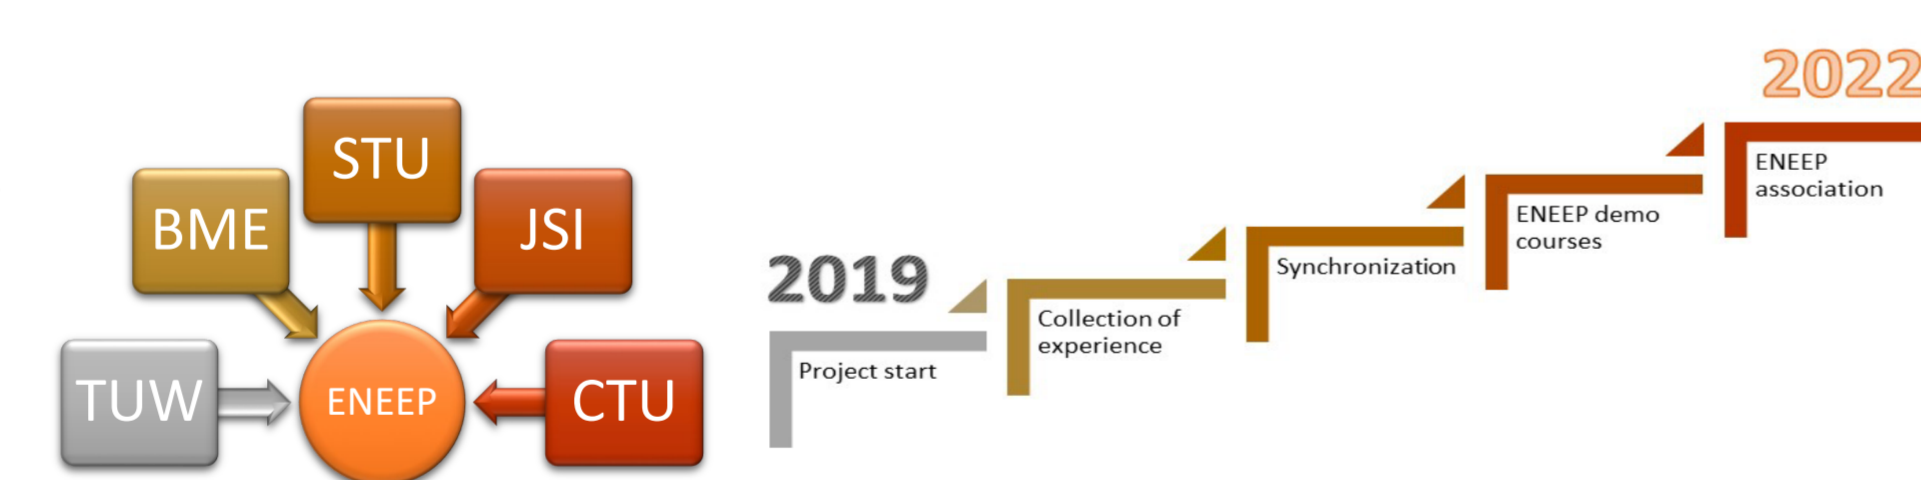 STU
BME
JSI
TUW
ENEEP
CTU
2019
Project start
Collection of
experience
Synchronization
ENEEP demo
courses
2022
ENEEP
association